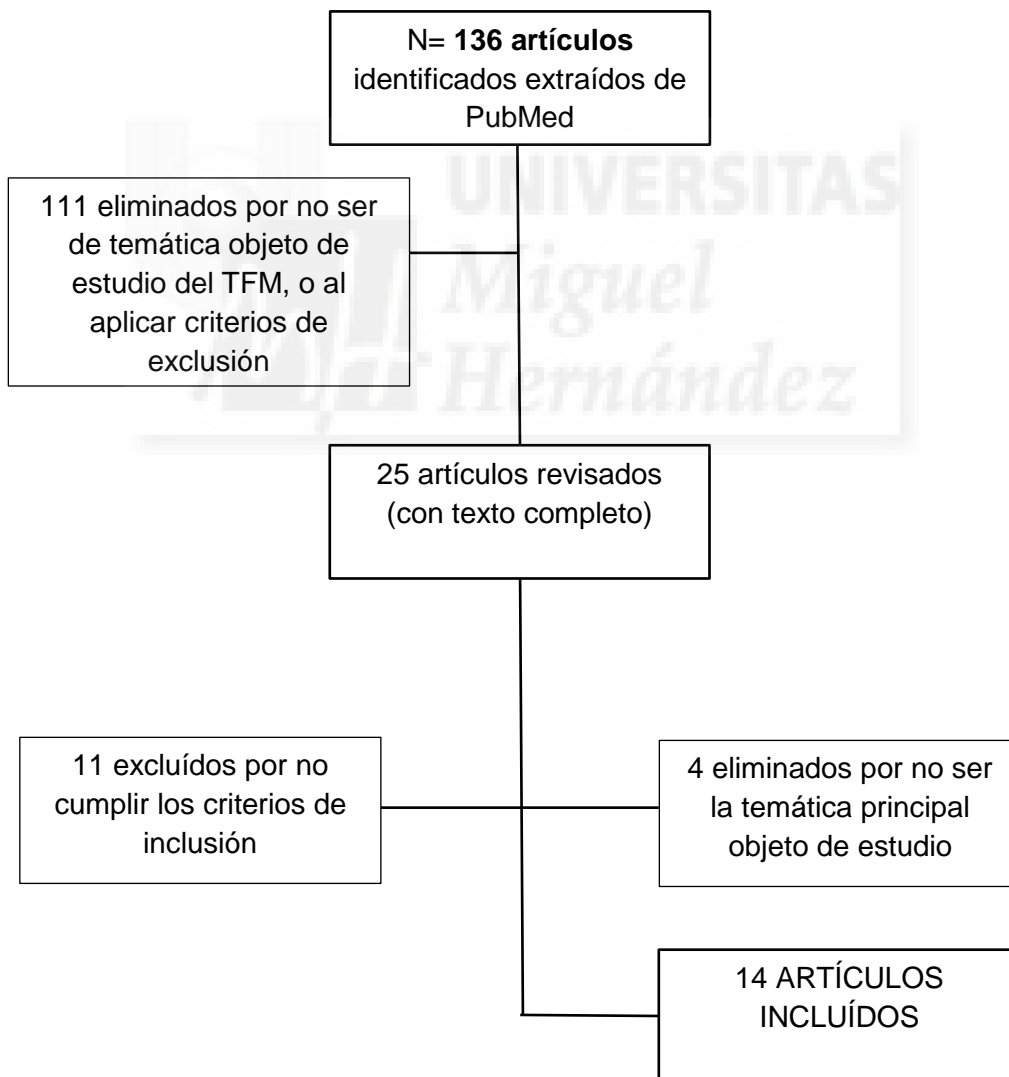 N= 136 artículos
identificados extraídos de
PubMed
UNIVERSITAS
Miguel
Hernández
111 eliminados por no ser
de temática objeto de
estudio del TFM, o al
aplicar criterios de
exclusión
25 artículos revisados
(con texto completo)
11 excluídos por no
cumplir los criterios de
inclusión
4 eliminados por no ser
la temática principal
objeto de estudio
14 ARTÍCULOS
INCLUÍDOS